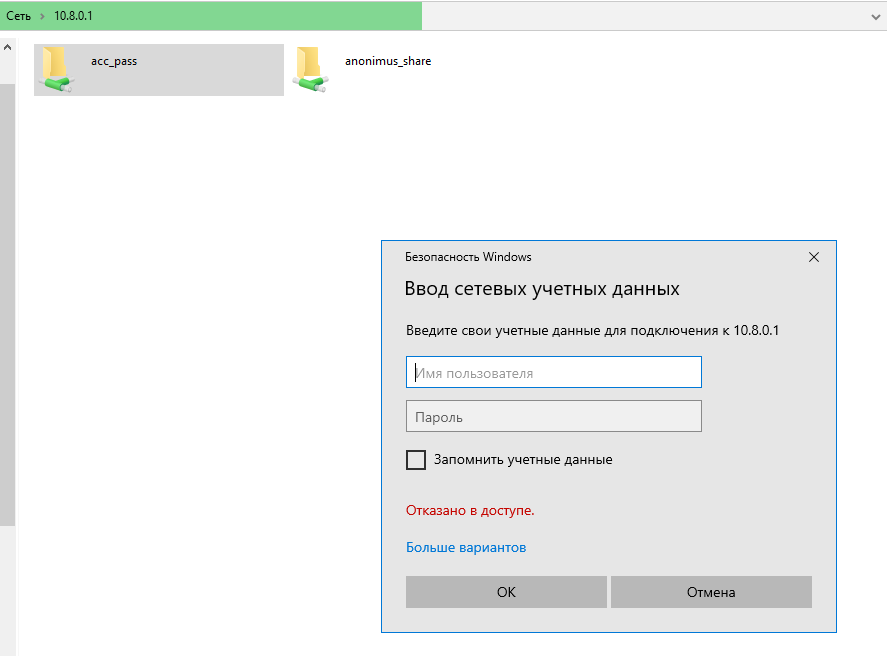 Сеть › 10.8.0.1
acc_pass
anonimus_share
Безопасность Windows
Ввод сетевых учетных данных
Введите свои учетные данные для подключения к 10.8.0.1
Имя пользователя
Пароль
Запомнить учетные данные
Отказано в доступе.
Больше вариантов
ОК
Отмена